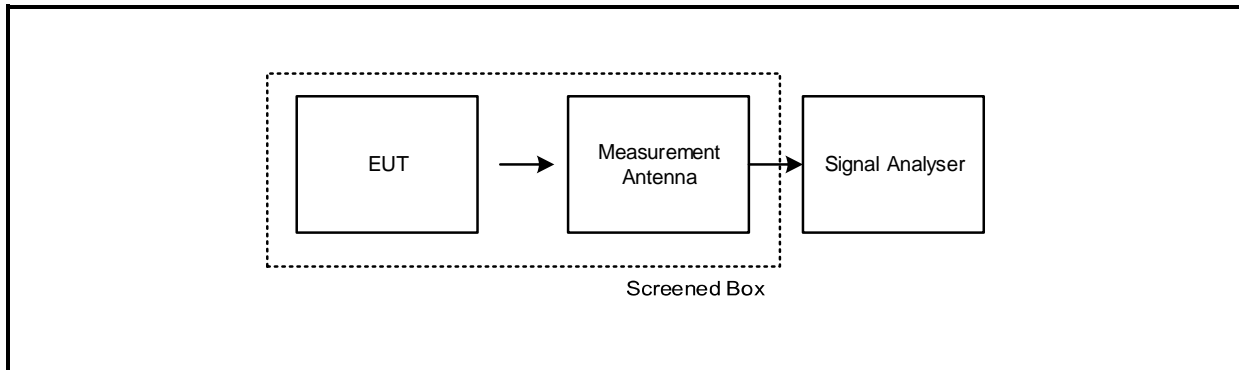 EUT
Measurement
Antenna
Signal Analyser
Screened Box